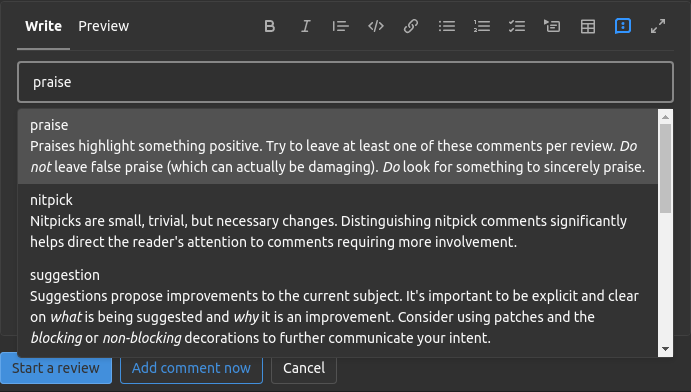 Write Preview
praise
praise
Praises highlight something positive. Try to leave at least one of these comments per review. Do
not leave false praise (which can actually be damaging). Do look for something to sincerely praise.
nitpick
Nitpicks are small, trivial, but necessary changes. Distinguishing nitpick comments significantly
helps direct the reader's attention to comments requiring more involvement.
suggestion
Suggestions propose improvements to the current subject. It's important to be explicit and clear
on what is being suggested and why it is an improvement. Consider using patches and the
blocking or non-blocking decorations to further communicate your intent.
Start a review Add comment now Cancel